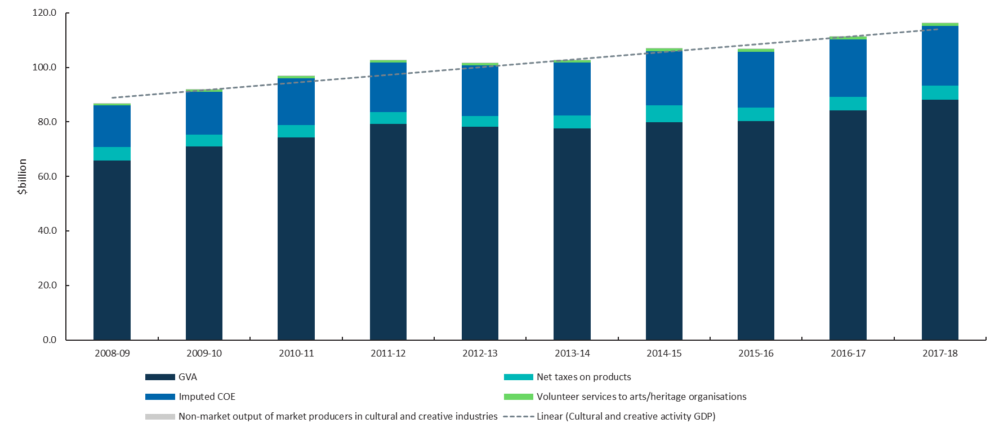 120.0
100.0
80.0
60.0
40.0
20.0
0.0
$billion
2008-09 2009-10 2010-11 2011-12 2012-13 2013-14 2014-15 2015-16 2016-17 2017-18
GVA Net taxes on products
Imputed COE Volunteer services to arts/heritage organisations
Non-market output of market producers in cultural and creative industries Linear (Cultural and creative activity GDP)